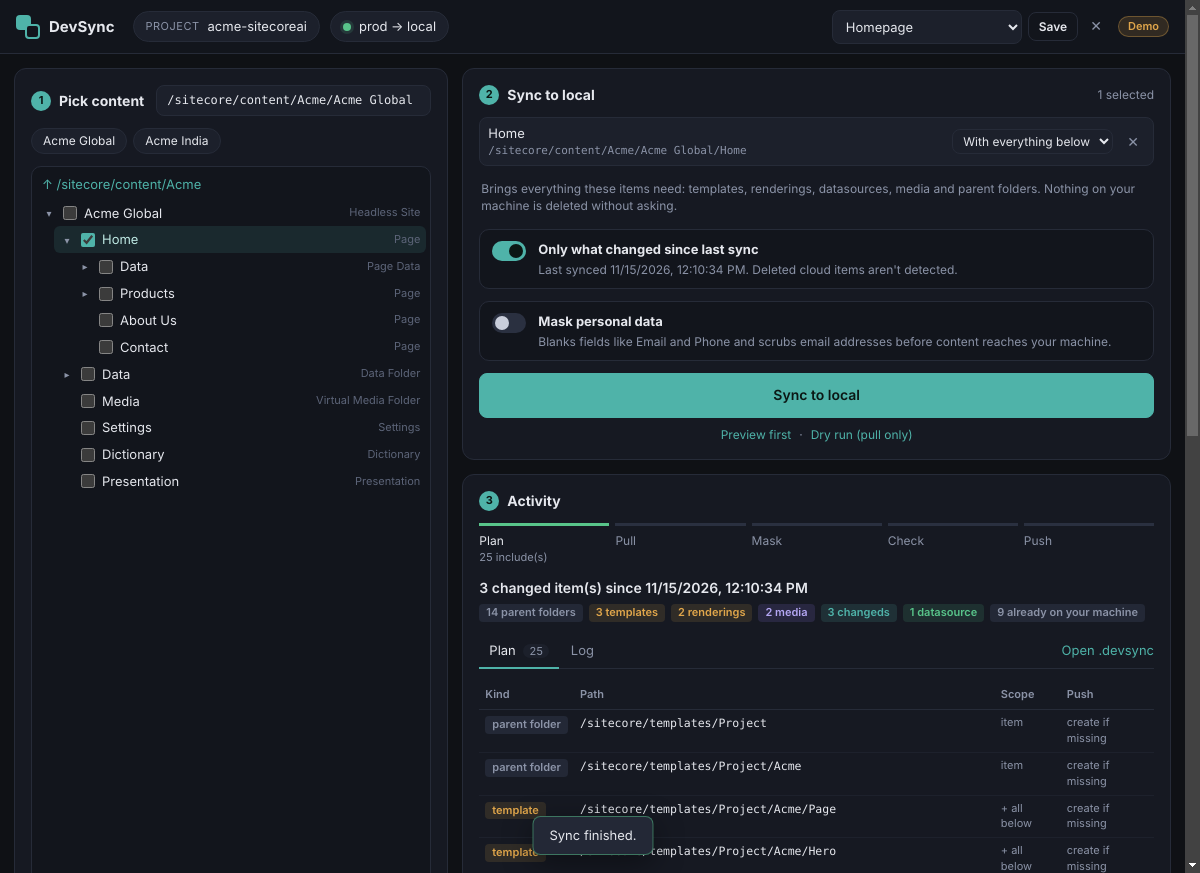 DevSync
PROJECT acme-sitecoreai
prod → local
Homepage
Save
✕
Demo
1 Pick content
/sitecore/content/Acme/Acme Global
Acme Global
Acme India
↑ /sitecore/content/Acme
Acme Global Headless Site
Home Page
Data Page Data
Products Page
About Us Page
Contact Page
Data Data Folder
Media Virtual Media Folder
Settings Settings
Dictionary Dictionary
Presentation Presentation
2 Sync to local
1 selected
Home
/sitecore/content/Acme/Acme Global/Home
With everything below
✕
Brings everything these items need: templates, renderings, datasources, media and parent folders. Nothing on your
machine is deleted without asking.
Only what changed since last sync
Last synced 11/15/2026, 12:10:34 PM. Deleted cloud items aren't detected.
Mask personal data
Blanks fields like Email and Phone and scrubs email addresses before content reaches your machine.
Sync to local
Preview first · Dry run (pull only)
3 Activity
Plan
25 include(s)
Pull
Mask
Check
Push
3 changed item(s) since 11/15/2026, 12:10:34 PM
14 parent folders 3 templates 2 renderings 2 media 3 changeds 1 datasource 9 already on your machine
Plan 25 Log
Open .devsync
Kind Path Scope Push
parent folder /sitecore/templates/Project item create if
missing
parent folder /sitecore/templates/Project/Acme item create if
missing
template /sitecore/templates/Project/Acme/Page + all create if
below missing
template templates/Project/Acme/Hero + all create if
below missing
Sync finished.